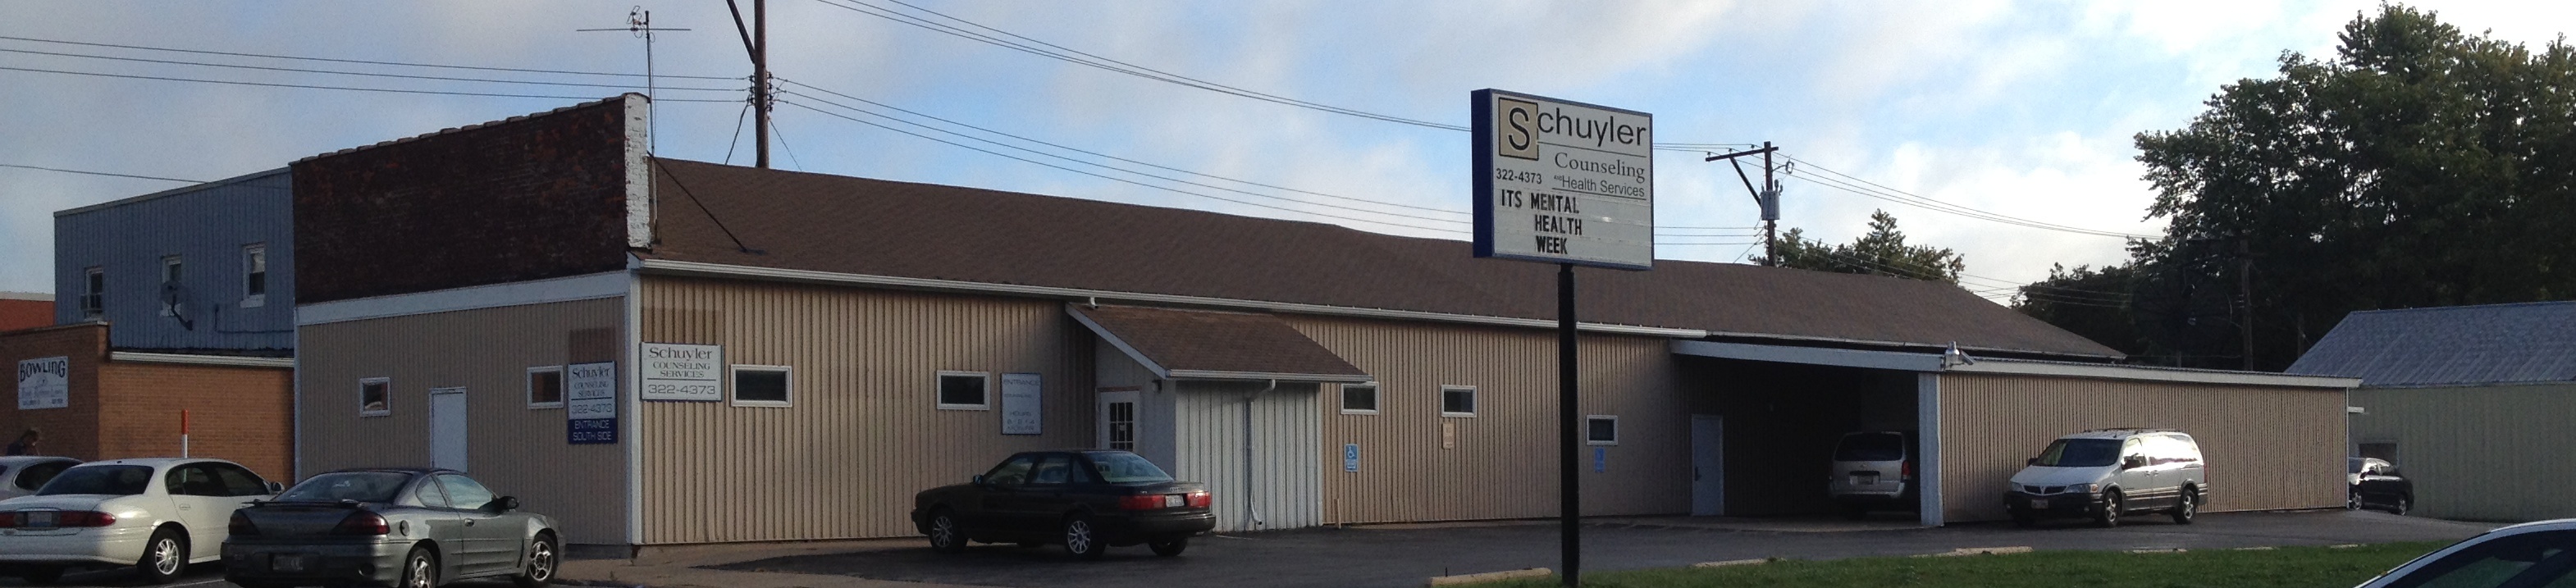 BOWLING
Schuyler
COUNSELING
SERVICES
322-4373
ENTRANCE
SOUTH SIDE
Schuyler
COUNSELING
SERVICES
322-4373
ENTRANCE
HOURS
Schuyler
Counseling
322-4373 AND Health Services
ITS MENTAL
HEALTH
WEEK